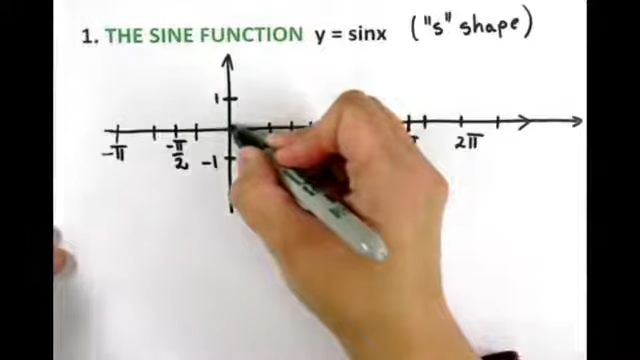 1. THE SINE FUNCTION y = sinx ("s" shape)
1
-π
-π/2
-1
2π